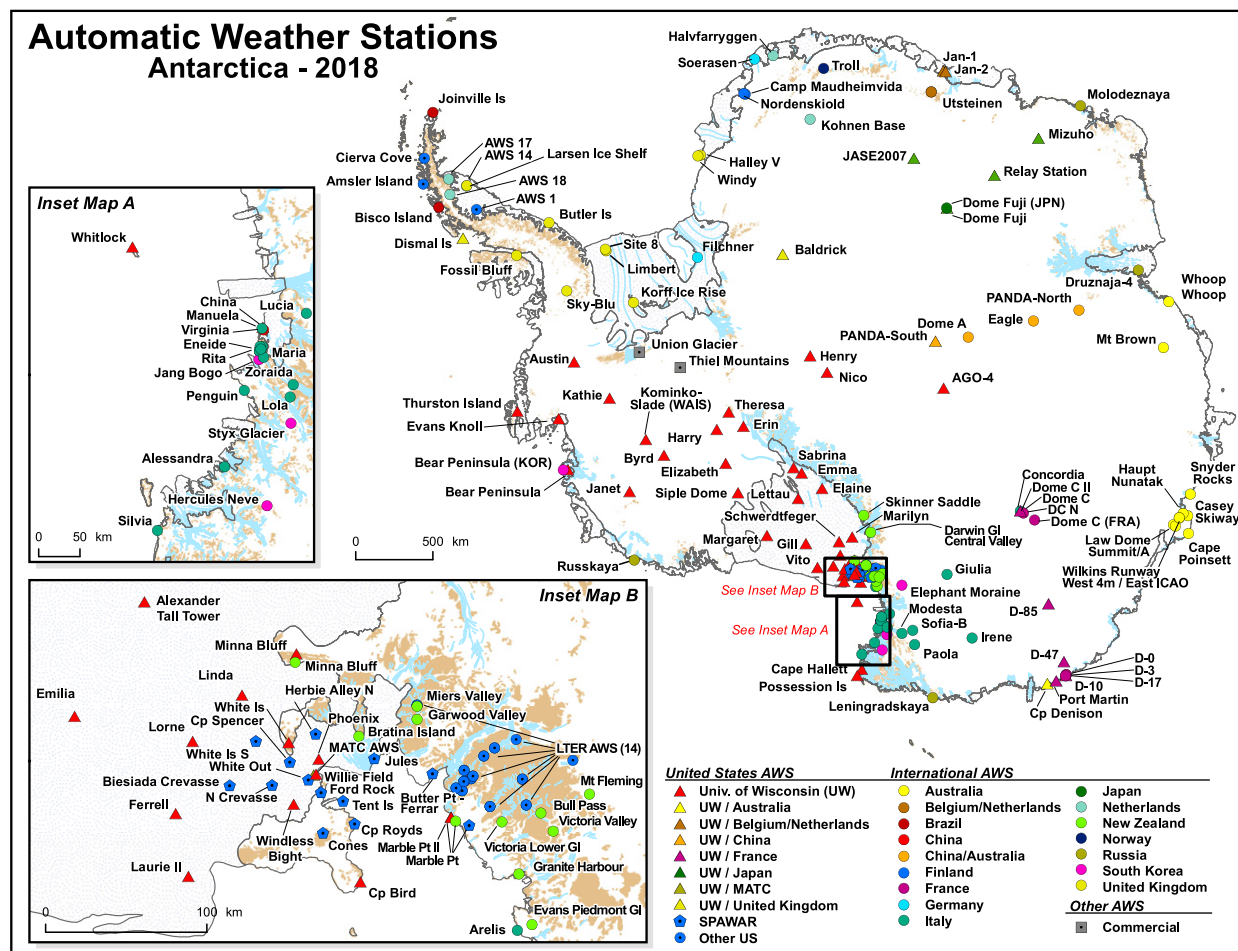 Automatic Weather Stations
Antarctica - 2018
Halvfarryggen
Soerasen
Troll
Jan-1
Jan-2
Camp Maudheimvida
Nordenskiold
Utsteinen
Molodeznaya
Kohnen Base
Mizuho
JASE2007
Relay Station
Halley V
Windy
Dome Fuji (JPN)
Dome Fuji
Joinville Is
AWS 17
AWS 14
Larsen Ice Shelf
Cierva Cove
Amsler Island
AWS 18
AWS 1
Bisco Island
Butler Is
Dismal Is
Fossil Bluff
Site 8
Limbert
Filchner
Baldrick
Sky-Blu
Korff Ice Rise
Druznaja-4
Whoop
Whoop
PANDA-North
Eagle
Dome A
PANDA-South
Mt Brown
Union Glacier
Thiel Mountains
Austin
Henry
Nico
AGO-4
Kathie
Kominko-
Slade (WAIS)
Theresa
Thurston Island
Evans Knoll
Harry
Erin
Byrd
Bear Peninsula (KOR)
Elizabeth
Sabrina
Emma
Bear Peninsula
Janet
Siple Dome
Lettau
Elaine
Skinner Saddle
Marilyn
Schwerdtfeger
Darwin Gl
Central Valley
Margaret
Gill
Vito
Russkaya
Concordia
Dome C II
Dome C
DC N
Dome C (FRA)
Haupt
Nunatak
Snyder
Rocks
Casey
Skiway
Law Dome
Summit/A
Cape
Poinsett
Wilkins Runway
West 4m / East ICAO
See Inset Map B
See Inset Map A
Giulia
Elephant Moraine
Modesta
Sofia-B
Irene
Paola
D-85
Cape Hallett
Possession Is
D-47
D-0
D-3
D-17
D-10
Port Martin
Cp Denison
Leningradskaya
0 500 km
Inset Map A
Whitlock
China
Manuela
Lucia
Virginia
Eneide
Rita
Maria
Jang Bogo
Zoraida
Penguin
Lola
Styx Glacier
Alessandra
Hercules Neve
Silvia
0 50 km
Inset Map B
Alexander
Tall Tower
Minna Bluff
Minna Bluff
Emilia
Linda
Herbie Alley N
Miers Valley
White Is
Cp Spencer
Phoenix
Garwood Valley
Lorne
Bratina Island
MATC AWS
LTER AWS (14)
White Is S
White Out
Jules
Biesiada Crevasse
Willie Field
Mt Fleming
N Crevasse
Ford Rock
Butter Pt -
Ferrar
Ferrell
Tent Is
Bull Pass
Victoria Valley
Windless
Bight
Cp Royds
Cones
Marble Pt II
Marble Pt
Victoria Lower Gl
Laurie II
Cp Bird
Granite Harbour
Evans Piedmont Gl
Arelis
0 100 km
United States AWS
Univ. of Wisconsin (UW)
UW / Australia
UW / Belgium/Netherlands
UW / China
UW / France
UW / Japan
UW / MATC
UW / United Kingdom
SPAWAR
Other US
International AWS
Australia
Belgium/Netherlands
Brazil
China
China/Australia
Finland
France
Germany
Italy
Japan
Netherlands
New Zealand
Norway
Russia
South Korea
United Kingdom
Other AWS
Commercial